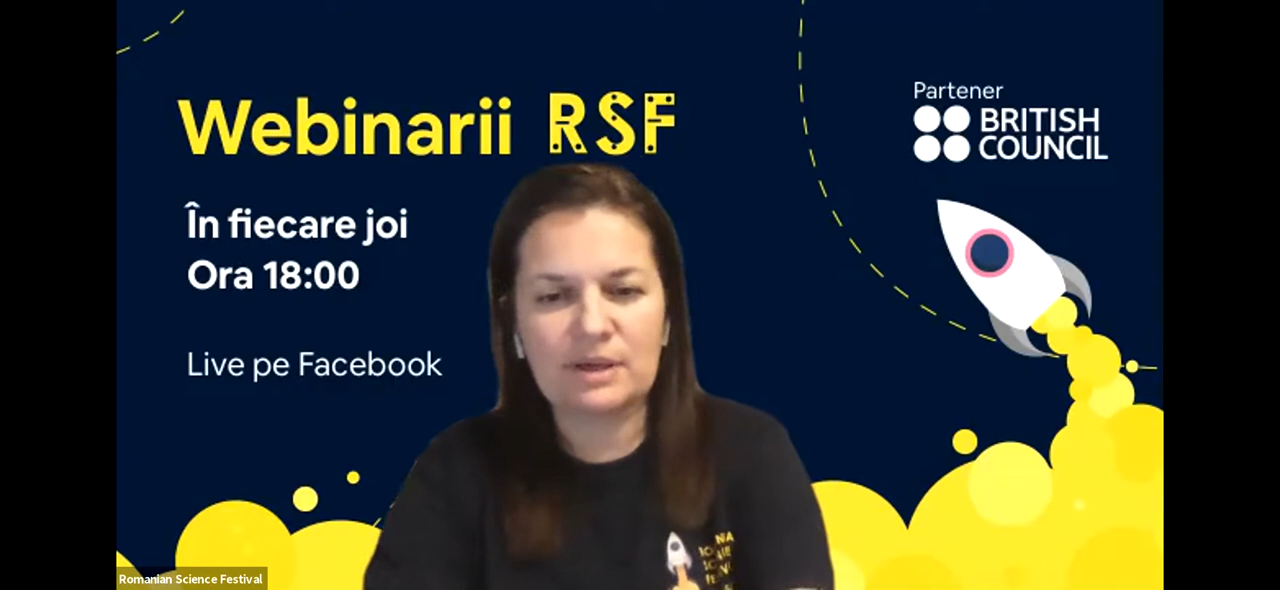 Webinarii RSF
Partener
BRITISH
COUNCIL
În fiecare joi
Ora 18:00
Live pe Facebook
Romanian Science Festival